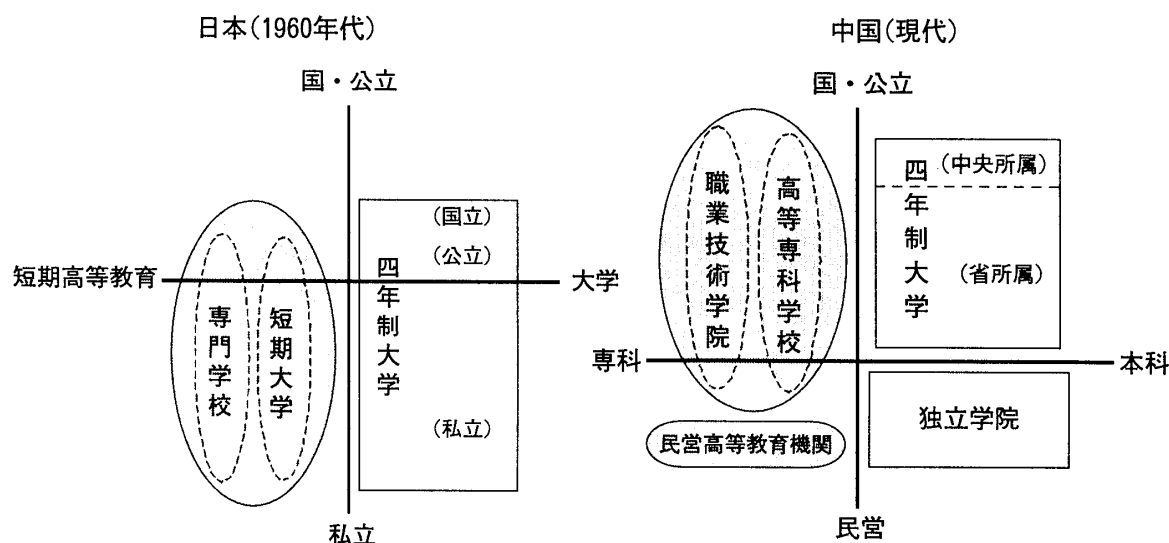 日本(1960年代)
国・公立
(国立)
(公立)
短期高等教育
大学
専門学校
短期大学
四年制大学
(私立)
私立
中国(現代)
国・公立
職業技術学院
高等専科学校
四年制大学
(中央所属)
(省所属)
専科
本科
民営高等教育機関
独立学院
民営